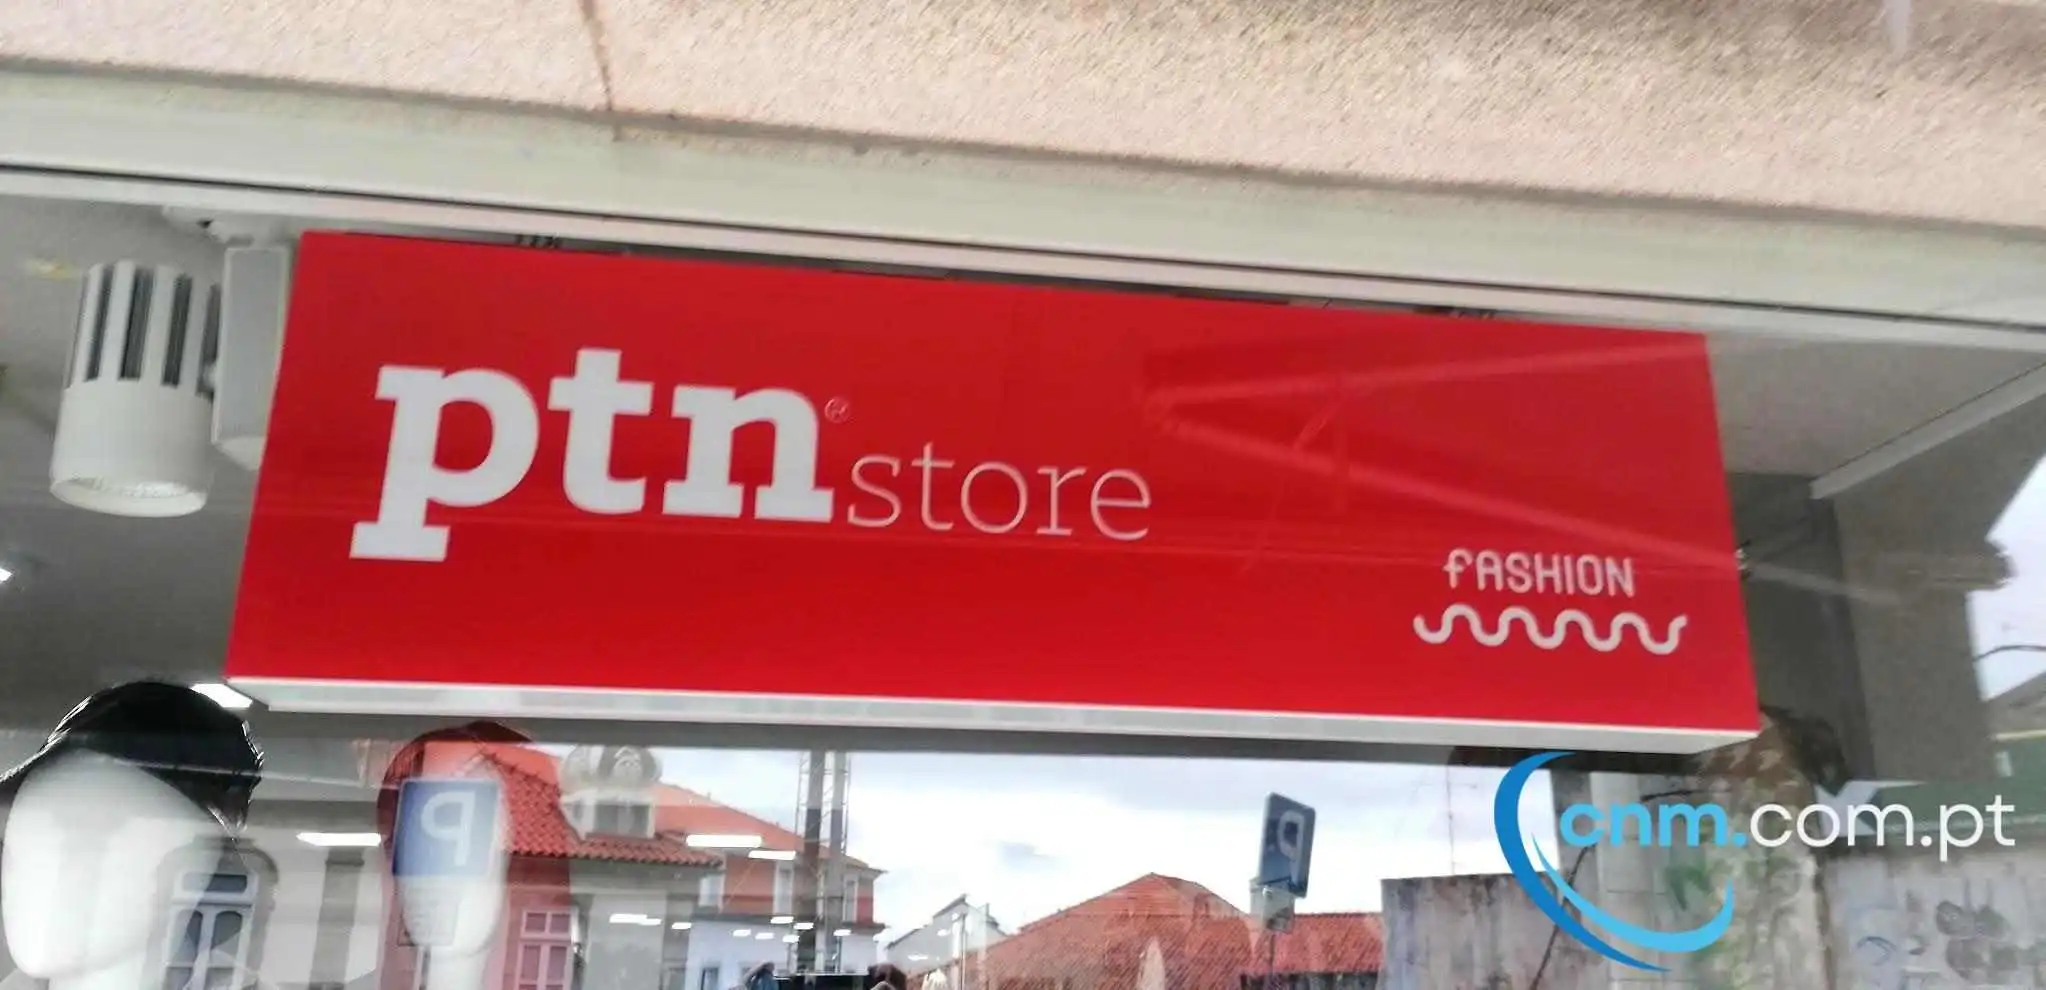 ptn® store
fASHION
P
P
cnm.com.pt